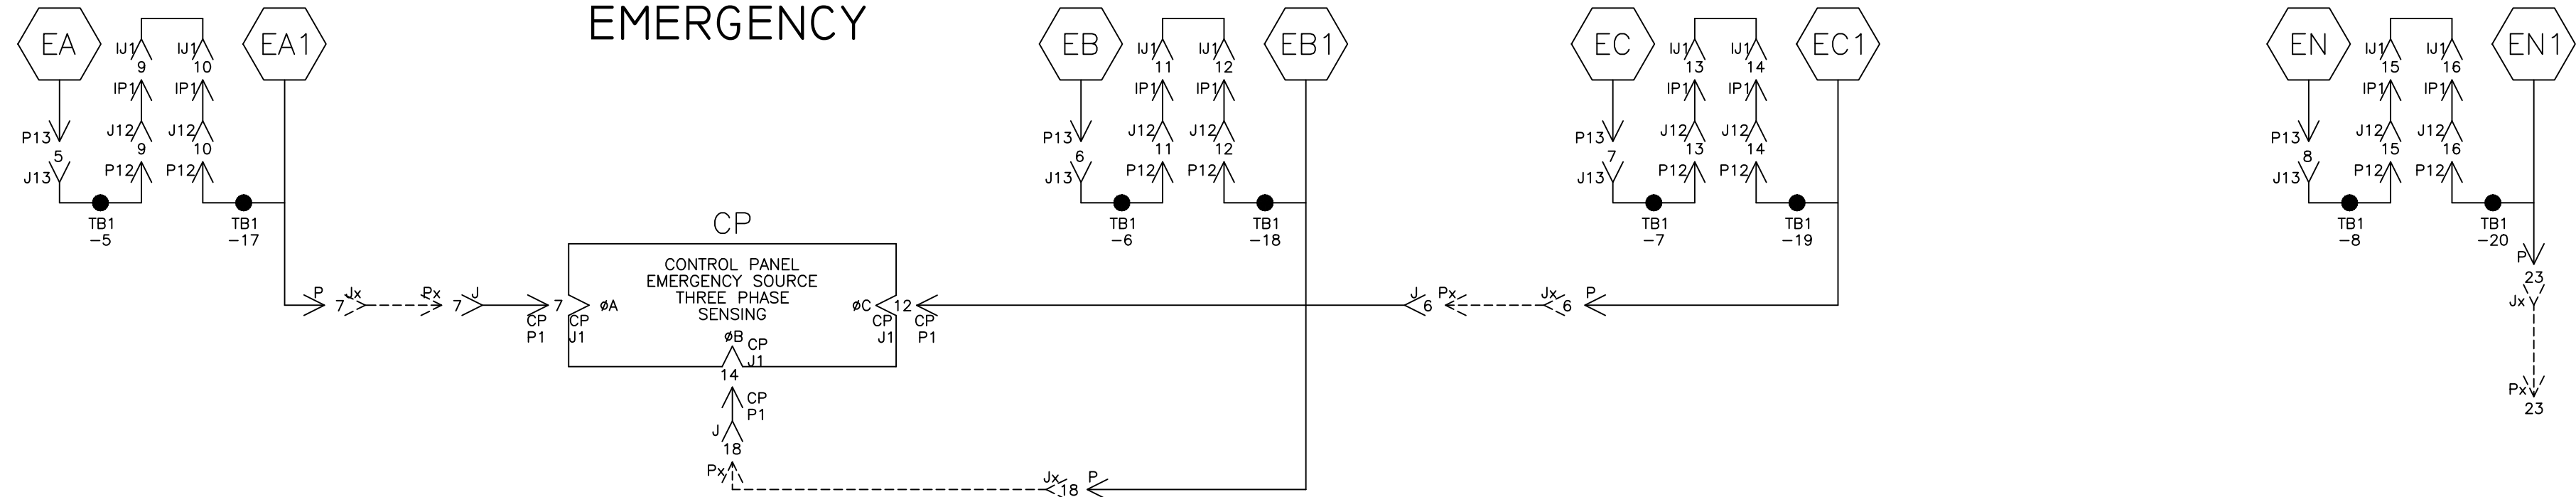 EMERGENCY
EA
IJ1
9
IJ1
10
EA1
IP1
IP1
P13
5
J13
J12
9
J12
10
P12
P12
TB1
-5
TB1
-17
EB
IJ1
11
IJ1
12
EB1
IP1
IP1
P13
6
J13
J12
11
J12
12
P12
P12
TB1
-6
TB1
-18
EC
IJ1
13
IJ1
14
EC1
IP1
IP1
P13
7
J13
J12
13
J12
14
P12
P12
TB1
-7
TB1
-19
EN
IJ1
15
IJ1
16
EN1
IP1
IP1
P13
8
J13
J12
15
J12
16
P12
P12
TB1
-8
TB1
-20
P
23
Jx
Px
23
CP
CONTROL PANEL
EMERGENCY SOURCE
THREE PHASE
SENSING
P
7
Jx
Px
7
J
7
CP
P1
CP
J1
øA
øC
12
CP
J1
CP
P1
J
6
Px
Jx
6
P
øB
CP
J1
14
CP
P1
J
18
Px
Jx
18
P